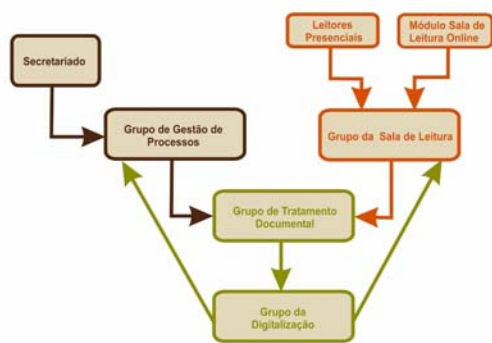 Leitores
Presenciais
Módulo Sala de
Leitura Online
Secretariado
Grupo de Gestão de
Processos
Grupo da Sala de Leitura
Grupo de Tratamento
Documental
Grupo da
Digitalização